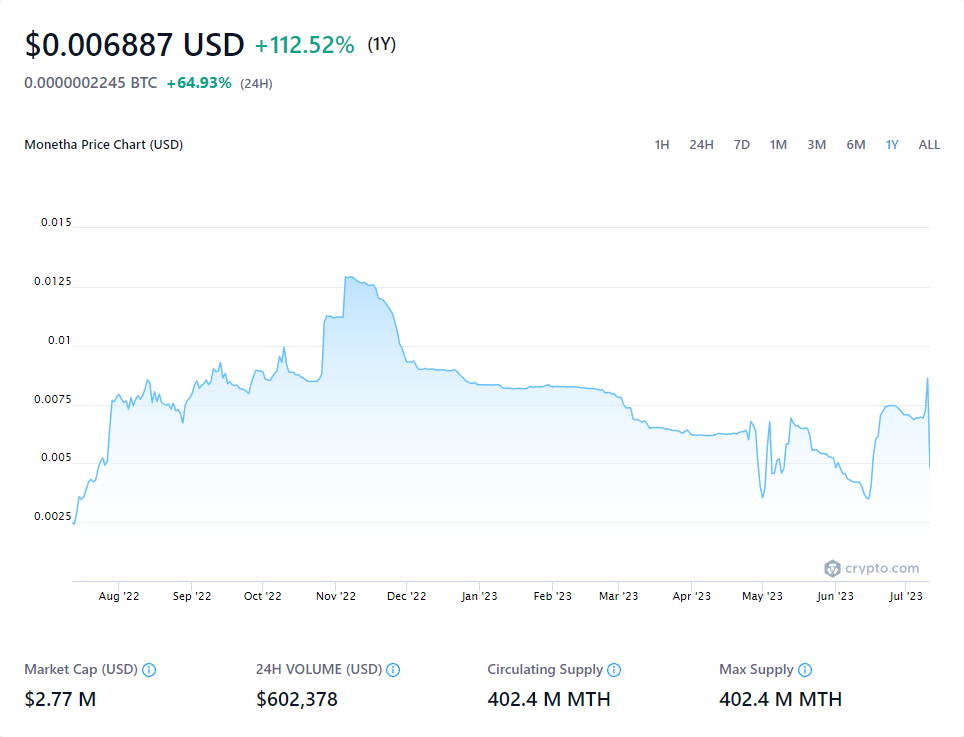 $0.006887 USD +112.52% (1Y)
0.0000002245 BTC +64.93% (24H)
Monetha Price Chart (USD) 1H 24H 7D 1M 3M 6M 1Y ALL
0.015
0.0125
0.01
0.0075
0.005
0.0025
crypto.com
Aug '22 Sep '22 Oct '22 Nov '22 Dec '22 Jan '23 Feb '23 Mar '23 Apr '23 May '23 Jun '23 Jul '23
Market Cap (USD) 24H VOLUME (USD) Circulating Supply Max Supply
$2.77 M $602,378 402.4 M MTH 402.4 M MTH